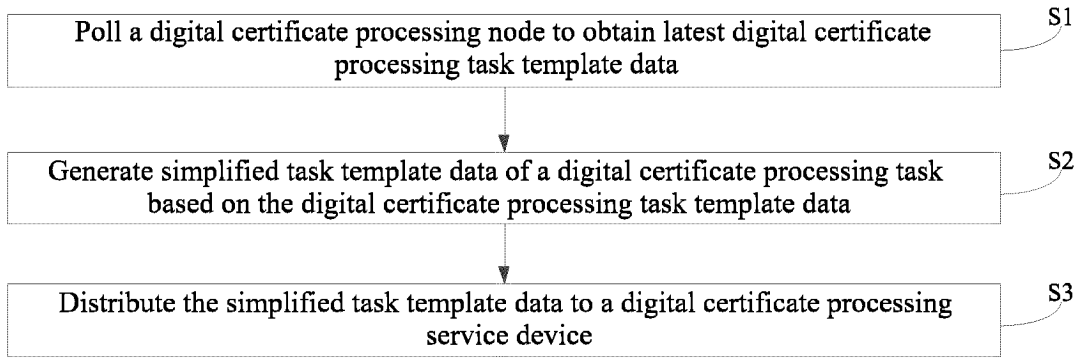 Poll a digital certificate processing node to obtain latest digital certificate
processing task template data
S1
Generate simplified task template data of a digital certificate processing task
based on the digital certificate processing task template data
S2
Distribute the simplified task template data to a digital certificate processing
service device
S3